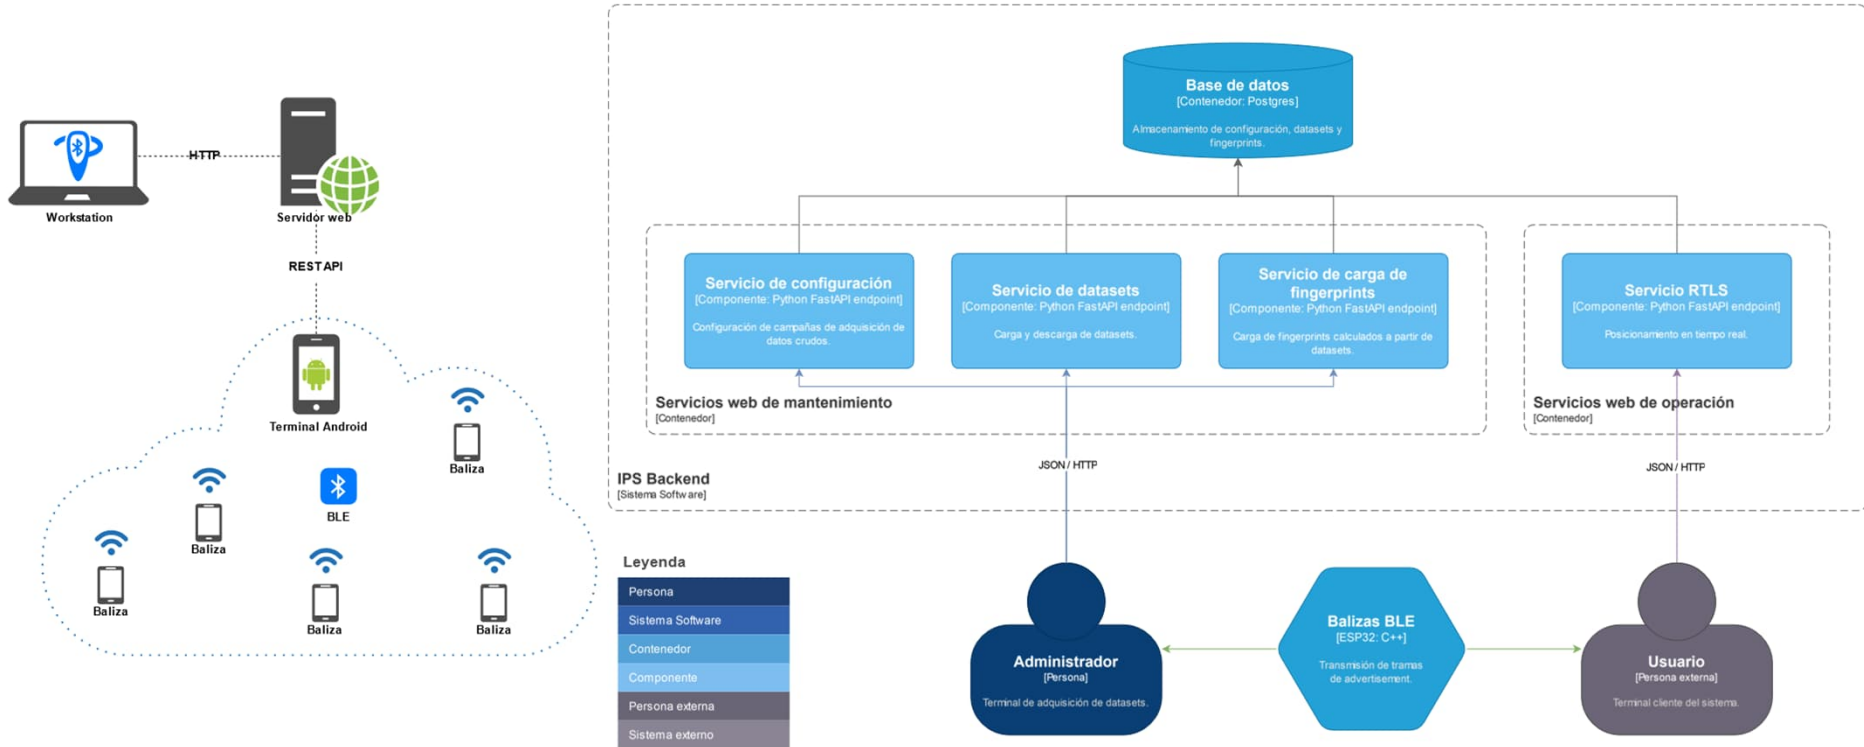 HTTP
Workstation
Servidor web
REST API
Terminal Android
Baliza
BLE
Baliza
Baliza
Baliza
Baliza
Base de datos
[Contenedor: Postgres]
Almacenamiento de configuración, datasets y
fingerprints.
Servicio de configuración
[Componente: Python FastAPI endpoint]
Configuración de campañas de adquisición de
datos crudos.
Servicio de datasets
[Componente: Python FastAPI endpoint]
Carga y descarga de datasets.
Servicio de carga de
fingerprints
[Componente: Python FastAPI endpoint]
Carga de fingerprints calculados a partir de
datasets.
Servicio RTLS
[Componente: Python FastAPI endpoint]
Posicionamiento en tiempo real.
Servicios web de mantenimiento
[Contenedor]
Servicios web de operación
[Contenedor]
JSON / HTTP
JSON / HTTP
IPS Backend
[Sistema Software]
Leyenda
Persona
Sistema Software
Contenedor
Componente
Persona externa
Sistema externo
Administrador
[Persona]
Terminal de adquisición de datasets.
Balizas BLE
[ESP32: C++]
Transmisión de tramas
de advertisement.
Usuario
[Persona externa]
Terminal cliente del sistema.